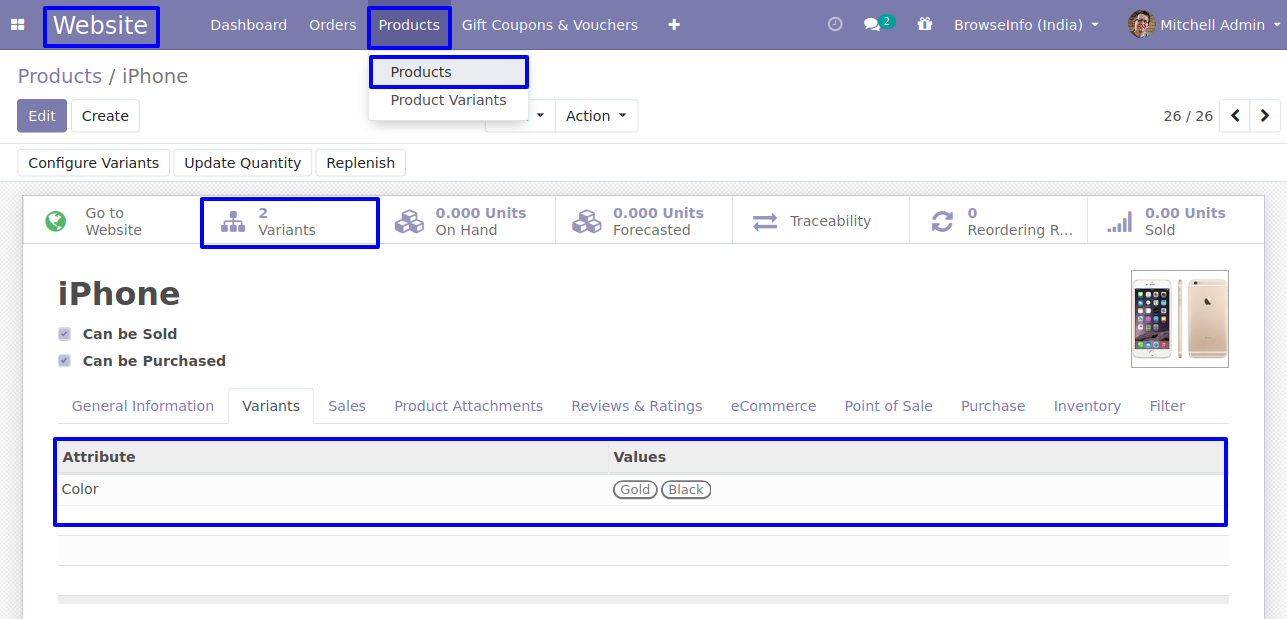 Website Dashboard Orders Products Gift Coupons & Vouchers + 2 BrowseInfo (India) Mitchell Admin
Products / iPhone
Products
Product Variants
Edit Create Action 26 / 26
Configure Variants Update Quantity Replenish
Go to Website
2 Variants
0.000 Units On Hand
0.000 Units Forecasted
Traceability
0 Reordering R...
0.00 Units Sold
iPhone
Can be Sold
Can be Purchased
General Information Variants Sales Product Attachments Reviews & Ratings eCommerce Point of Sale Purchase Inventory Filter
Attribute Values
Color Gold Black